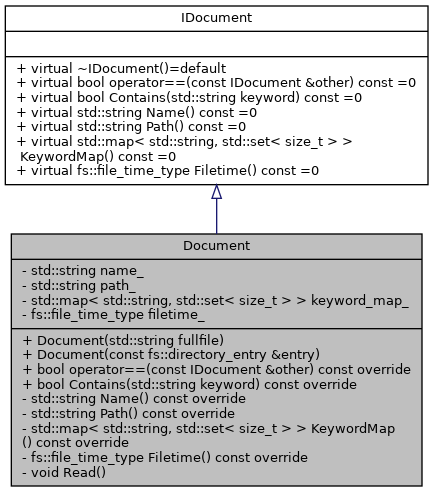 IDocument
+ virtual ~IDocument()=default
+ virtual bool operator==(const IDocument &other) const =0
+ virtual bool Contains(std::string keyword) const =0
+ virtual std::string Name() const =0
+ virtual std::string Path() const =0
+ virtual std::map< std::string, std::set< size_t > >
KeywordMap() const =0
+ virtual fs::file_time_type Filetime() const =0
Document
- std::string name_
- std::string path_
- std::map< std::string, std::set< size_t > > keyword_map_
- fs::file_time_type filetime_
+ Document(std::string fullfile)
+ Document(const fs::directory_entry &entry)
+ bool operator==(const IDocument &other) const override
+ bool Contains(std::string keyword) const override
- std::string Name() const override
- std::string Path() const override
- std::map< std::string, std::set< size_t > > KeywordMap
() const override
- fs::file_time_type Filetime() const override
- void Read()